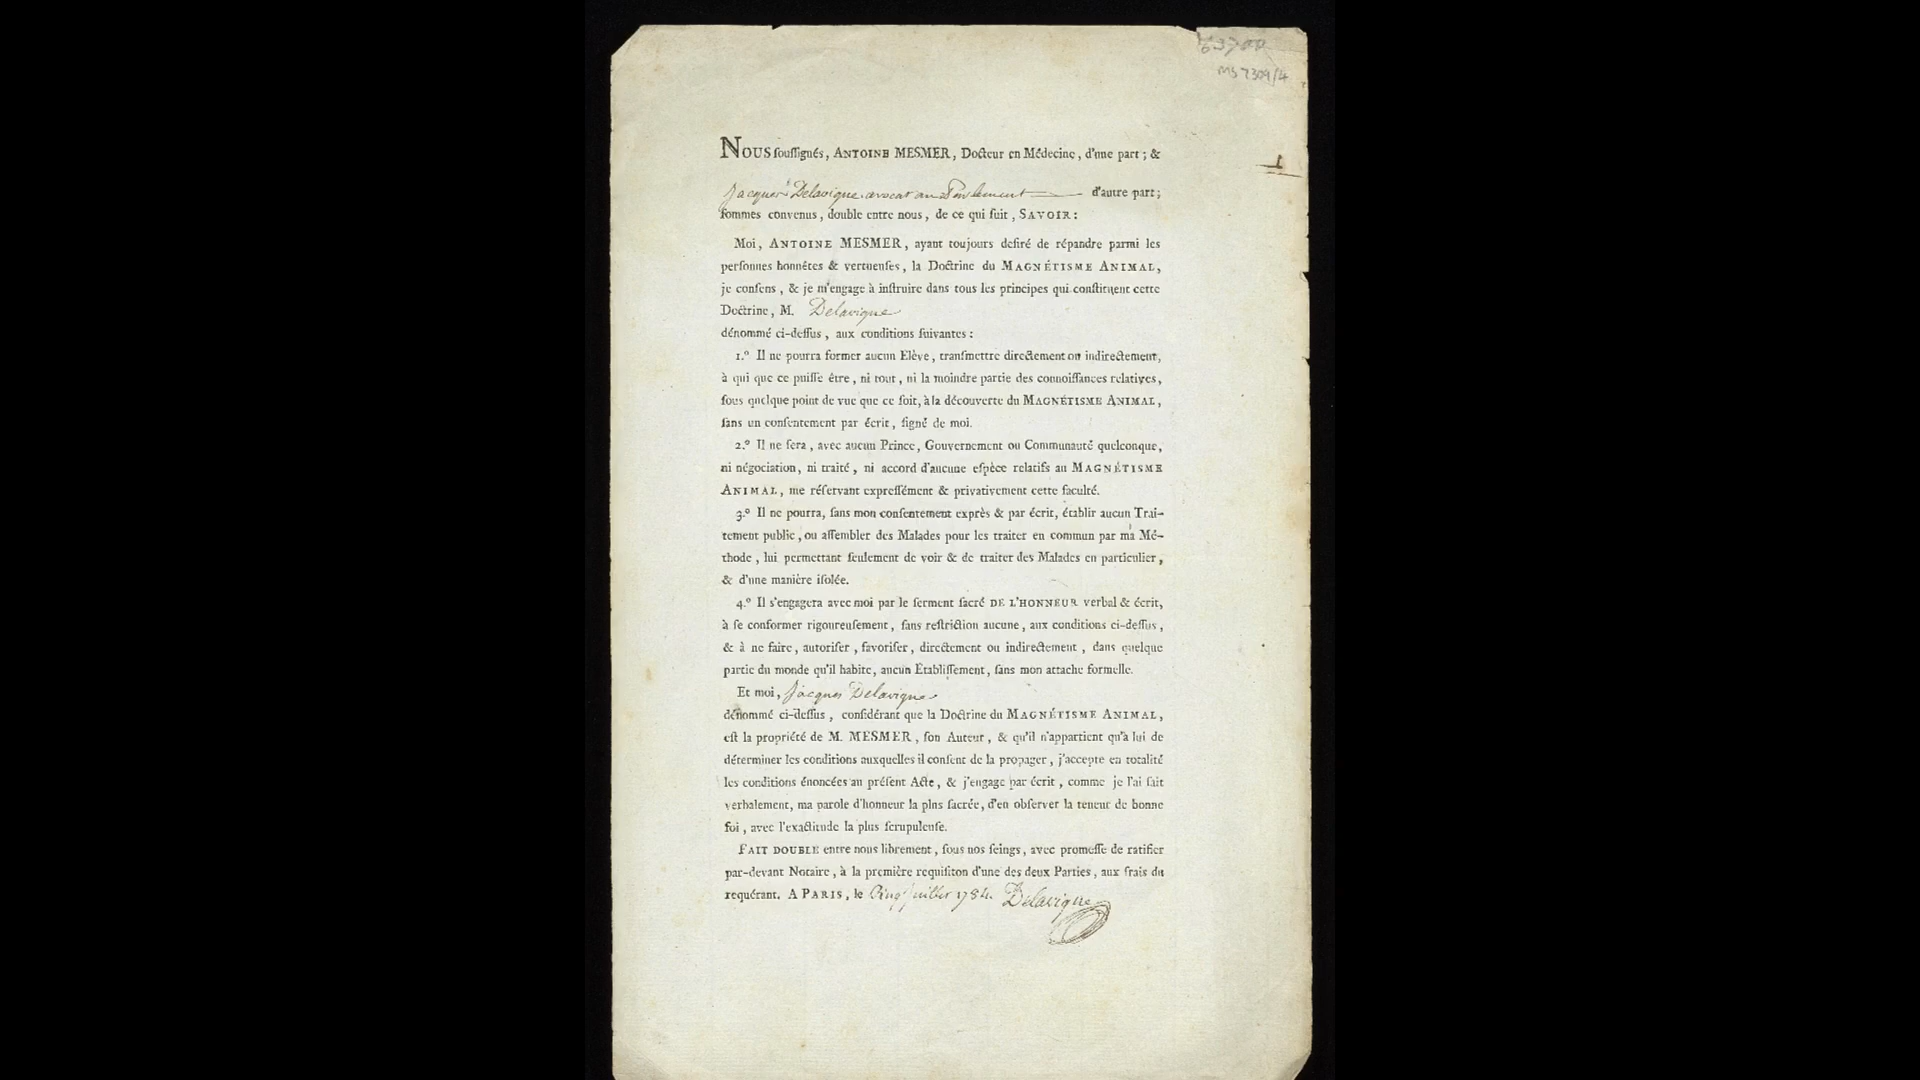 63700
MS 7309/4
1
NOUS ſouſſignés, ANTOINE MESMER, Docteur en Médecine, d'une part ; &
Jacques Delavigne avocat au Parlement d'autre part ;
ſommes convenus, double entre nous, de ce qui ſuit, SAVOIR :
Moi, ANTOINE MESMER, ayant toujours deſiré de répandre parmi les
perſonnes honnêtes & vertueuſes, la Doctrine du MAGNÉTISME ANIMAL,
je conſens, & je m'engage à inſtruire dans tous les principes qui conſtituent cette
Doctrine, M. Delavigne
dénommé ci-deſſus, aux conditions ſuivantes :
1.° Il ne pourra former aucun Elève, tranſmettre directement ou indirectement,
à qui que ce puiſſe être, ni tout, ni la moindre partie des connoiſſances relatives,
ſous quelque point de vue que ce ſoit, à la découverte du MAGNÉTISME ANIMAL,
ſans un conſentement par écrit, ſigné de moi.
2.° Il ne fera, avec aucun Prince, Gouvernement ou Communauté quelconque,
ni négociation, ni traité, ni accord d'aucune eſpèce relatifs au MAGNÉTISME
ANIMAL, me réſervant expreſſément & privativement cette faculté.
3.° Il ne pourra, ſans mon conſentement exprès & par écrit, établir aucun Trai-
tement public, ou aſſembler des Malades pour les traiter en commun par ma Mé-
thode, lui permettant ſeulement de voir & de traiter des Malades en particulier,
& d'une manière iſolée.
4.° Il s'engagera avec moi par le ſerment ſacré DE L'HONNEUR verbal & écrit,
à ſe conformer rigoureuſement, ſans reſtriction aucune, aux conditions ci-deſſus,
& à ne faire, autoriſer, favoriſer, directement ou indirectement, dans quelque
partie du monde qu'il habite, aucun Établiſſement, ſans mon attache formelle.
Et moi, Jacques Delavigne
dénommé ci-deſſus, conſidérant que la Doctrine du MAGNÉTISME ANIMAL,
eſt la propriété de M. MESMER, ſon Auteur, & qu'il n'appartient qu'à lui de
déterminer les conditions auxquelles il conſent de la propager, j'accepte en totalité
les conditions énoncées au préſent Acte, & j'engage par écrit, comme je l'ai fait
verbalement, ma parole d'honneur la plus ſacrée, d'en obſerver la teneur de bonne
foi, avec l'exactitude la plus ſcrupuleuſe.
FAIT DOUBLE entre nous librement, ſous nos ſeings, avec promeſſe de ratifier
par-devant Notaire, à la première requiſiton d'une des deux Parties, aux frais du
requérant. A PARIS, le Cinq Juillet 1784. Delavigne